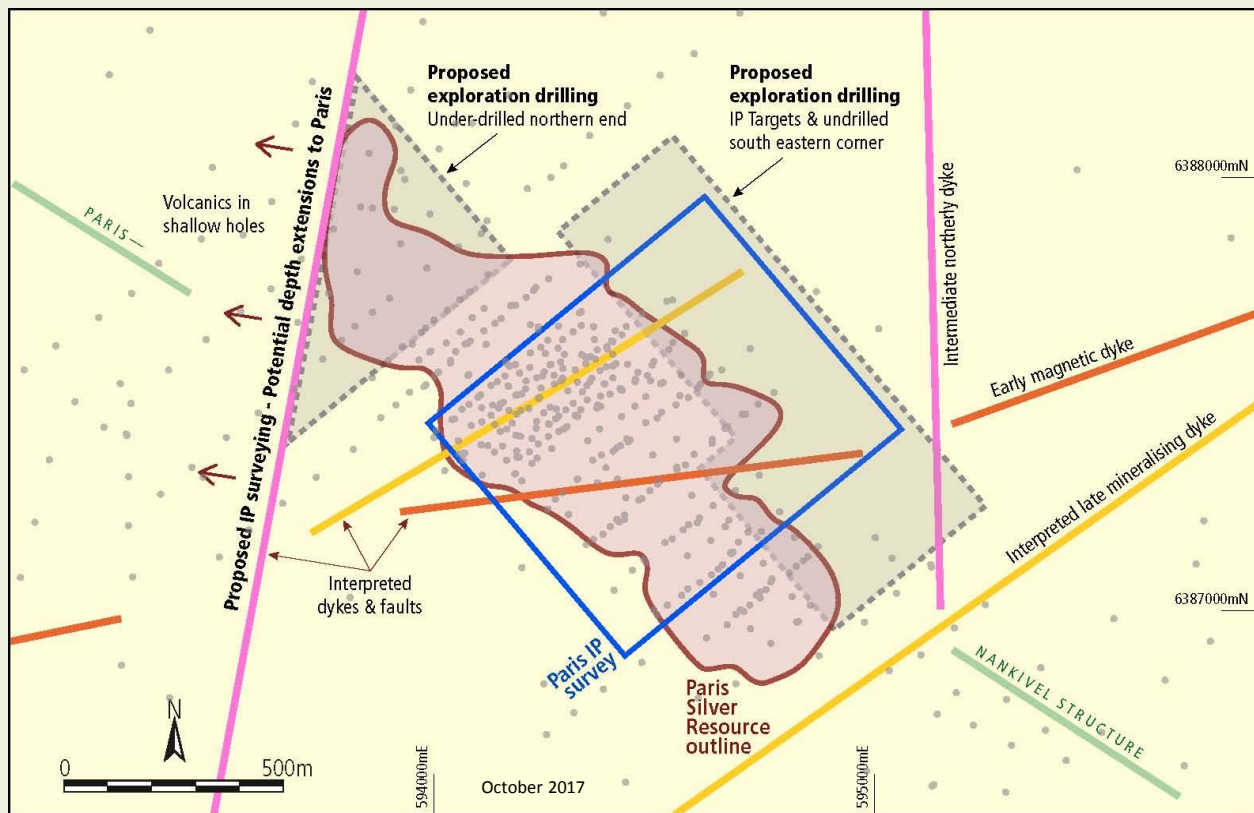 Proposed
exploration drilling
Under-drilled northern end
Proposed
exploration drilling
IP Targets & undrilled
south eastern corner
6388000mN
Volcanics in
shallow holes
PARIS—
Proposed IP surveying - Potential depth extensions to Paris
Intermediate northerly dyke
Early magnetic dyke
Interpreted late mineralising dyke
Interpreted
dykes & faults
6387000mN
Paris IP
survey
Paris
Silver
Resource
outline
NANKIVEL STRUCTURE
N
0 500m
594000mE
October 2017
595000mE